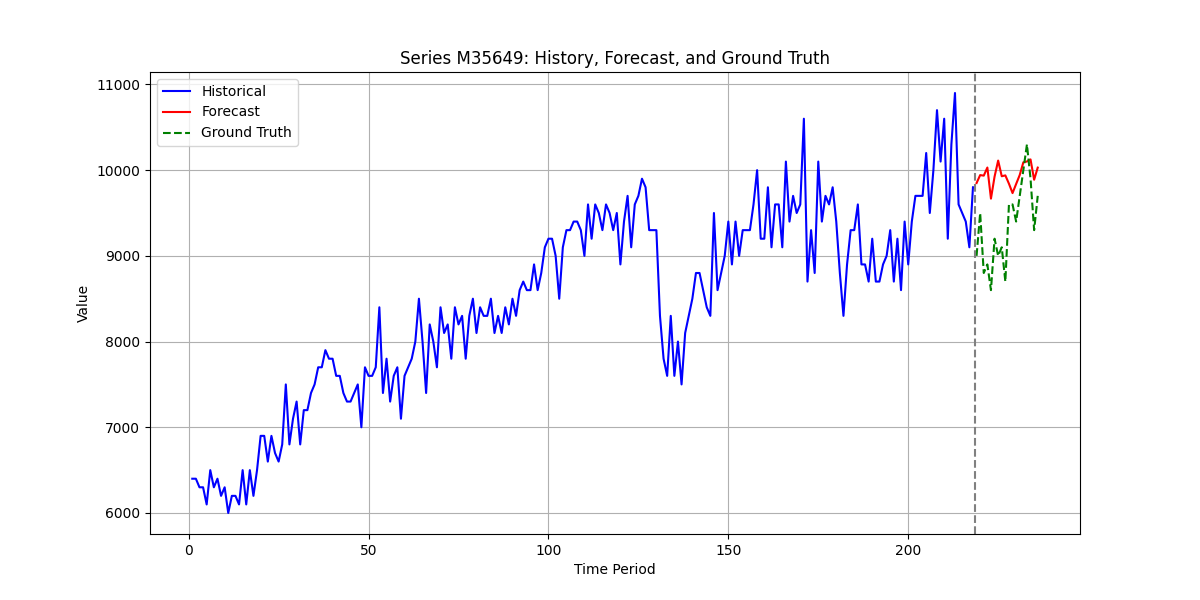 Series M35649: History, Forecast, and Ground Truth
Historical
Forecast
Ground Truth
11000
10000
9000
8000
7000
6000
Value
0 50 100 150 200
Time Period